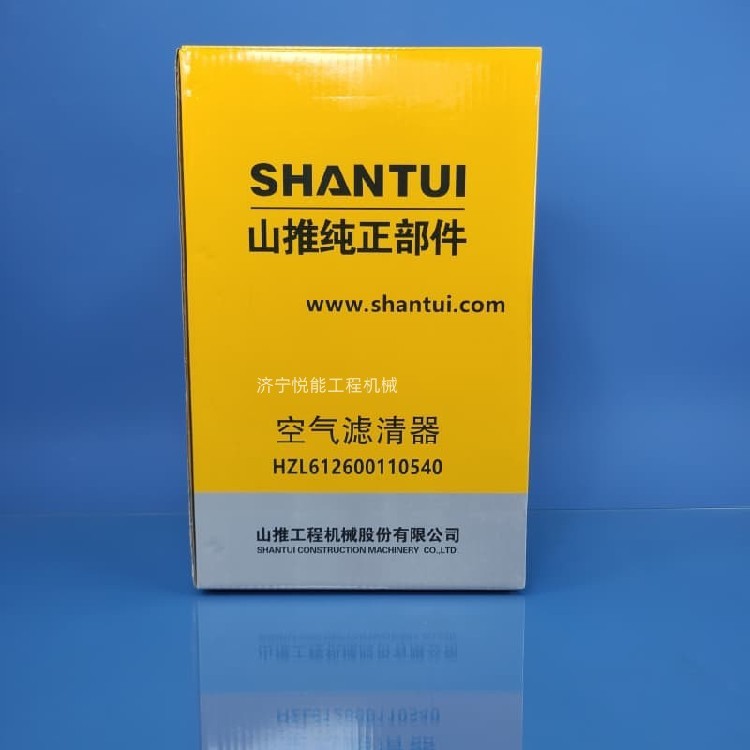 SHANTUI
山推纯正部件
www.shantui.com
济宁悦能工程机械
空气滤清器
HZL612600110540
山推工程机械股份有限公司
SHANTUI CONSTRUCTION MACHINERY CO.,LTD.